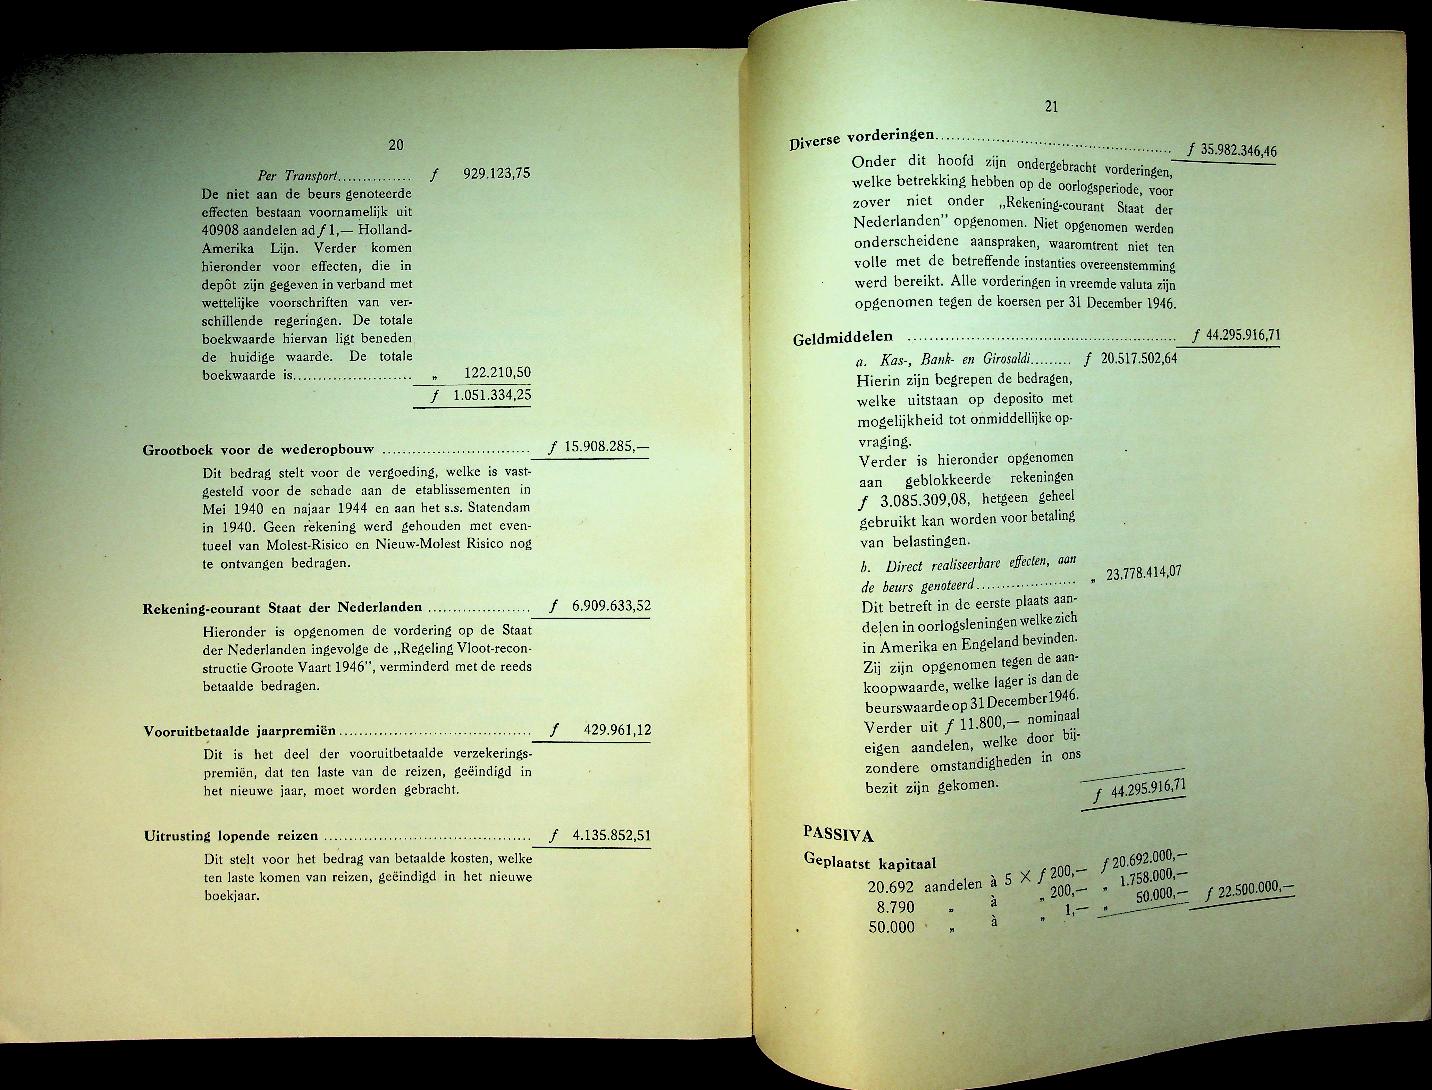 20
Per Transport............... f 929.123,75
De niet aan de beurs genoteerde
effecten bestaan voornamelijk uit
40908 aandelen ad f 1,— Holland-
Amerika Lijn. Verder komen
hieronder voor effecten, die in
depôt zijn gegeven in verband met
wettelijke voorschriften van ver-
schillende regeringen. De totale
boekwaarde hiervan ligt beneden
de huidige waarde. De totale
boekwaarde is........................ „ 122.210,50
f 1.051.334,25
Grootboek voor de wederopbouw ............................. f 15.908.285,—
Dit bedrag stelt voor de vergoeding, welke is vast-
gesteld voor de schade aan de etablissementen in
Mei 1940 en najaar 1944 en aan het s.s. Statendam
in 1940. Geen rekening werd gehouden met even-
tueel van Molest-Risico en Nieuw-Molest Risico nog
te ontvangen bedragen.
Rekening-courant Staat der Nederlanden .................... f 6.909.633,52
Hieronder is opgenomen de vordering op de Staat
der Nederlanden ingevolge de „Regeling Vloot-recon-
structie Groote Vaart 1946”, verminderd met de reeds
betaalde bedragen.
Vooruitbetaalde jaarpremiën...................................... f 429.961,12
Dit is het deel der vooruitbetaalde verzekerings-
premiën, dat ten laste van de reizen, geëindigd in
het nieuwe jaar, moet worden gebracht.
Uitrusting lopende reizen ......................................... f 4.135.852,51
Dit stelt voor het bedrag van betaalde kosten, welke
ten laste komen van reizen, geëindigd in het nieuwe
boekjaar.
21
Diverse vorderingen............................................... f 35.982.346,46
Onder dit hoofd zijn ondergebracht vorderingen,
welke betrekking hebben op de oorlogsperiode, voor
zover niet onder „Rekening-courant Staat der
Nederlanden” opgenomen. Niet opgenomen werden
onderscheidene aanspraken, waaromtrent niet ten
volle met de betreffende instanties overeenstemming
werd bereikt. Alle vorderingen in vreemde valuta zijn
opgenomen tegen de koersen per 31 December 1946.
Geldmiddelen ..................................................... f 44.295.916,71
a. Kas-, Bank- en Girosaldi......... f 20.517.502,64
Hierin zijn begrepen de bedragen,
welke uitstaan op deposito met
mogelijkheid tot onmiddellijke op-
vraging.
Verder is hieronder opgenomen
aan geblokkeerde rekeningen
f 3.085.309,08, hetgeen geheel
gebruikt kan worden voor betaling
van belastingen.
b. Direct realiseerbare effecten, aan
de beurs genoteerd.................... „ 23.778.414,07
Dit betreft in de eerste plaats aan-
delen in oorlogsleningen welke zich
in Amerika en Engeland bevinden.
Zij zijn opgenomen tegen de aan-
koopwaarde, welke lager is dan de
beurswaarde op 31 December 1946.
Verder uit f 11.800,— nominaal
eigen aandelen, welke door bij-
zondere omstandigheden in ons
bezit zijn gekomen.
f 44.295.916,71
PASSIVA
Geplaatst kapitaal
20.692 aandelen à 5 × f 200,— f 20.692.000,—
8.790 „ à „ 200,— „ 1.758.000,—
50.000 „ à „ 1,— „ 50.000,— f 22.500.000,—